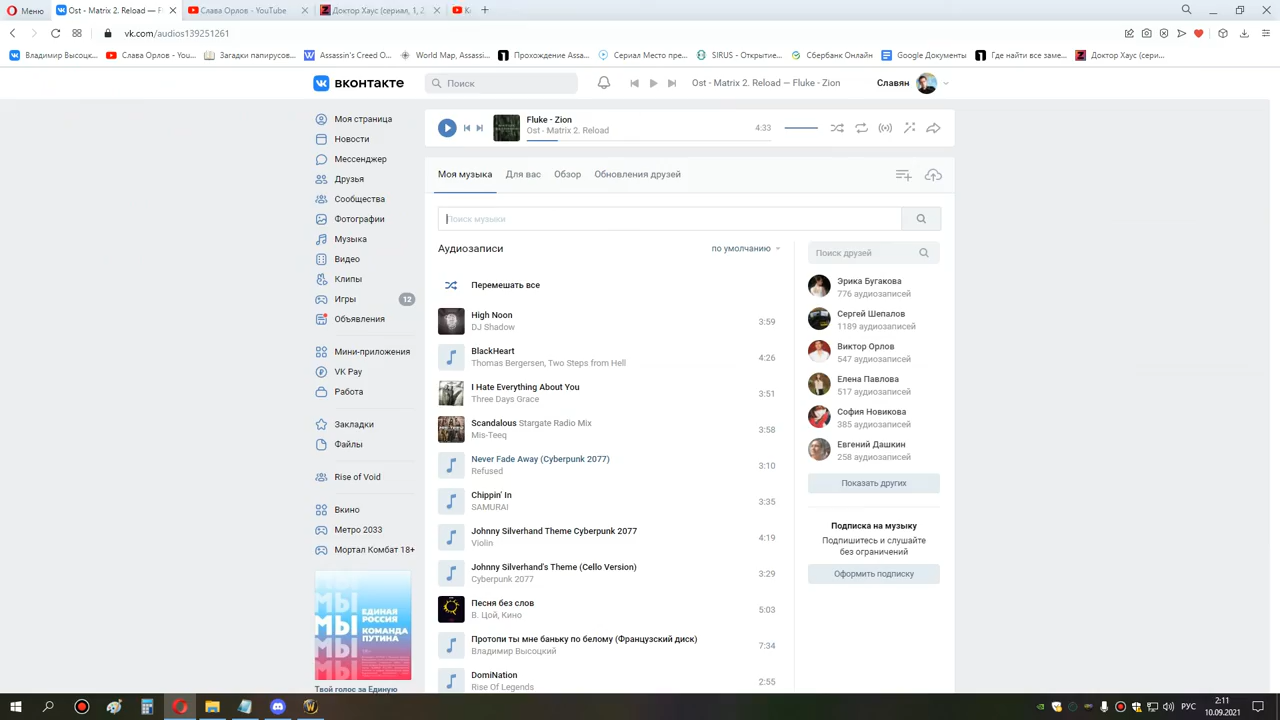 Меню
Ost - Matrix 2. Reload — Fl
Слава Орлов - YouTube
Доктор Хаус (сериал, 1, 2,
vk.com/audios139251261
Владимир Высоцк...
Слава Орлов - YouTu...
Загадки папирусов...
Assassin's Creed O...
World Map, Assassi...
Прохождение Assa...
Сериал Место пре...
SIRUS - Открытие...
Сбербанк Онлайн
Google Документы
Где найти все заме...
Доктор Хаус (сери...
вконтакте
Поиск
Ost - Matrix 2. Reload — Fluke - Zion
Славян
Моя страница
Новости
Мессенджер
Друзья
Сообщества
Фотографии
Музыка
Видео
Клипы
Игры
12
Объявления
Мини-приложения
VK Pay
Работа
Закладки
Файлы
Rise of Void
Вкино
Метро 2033
Мортал Комбат 18+
МЫ
ЕДИНАЯ
РОССИЯ
КОМАНДА
ПУТИНА
Твой голос за Единую
Fluke - Zion
Ost - Matrix 2. Reload
4:33
Моя музыка
Для вас
Обзор
Обновления друзей
Поиск музыки
Аудиозаписи
по умолчанию
Перемешать все
High Noon
DJ Shadow
3:59
BlackHeart
Thomas Bergersen, Two Steps from Hell
4:26
I Hate Everything About You
Three Days Grace
3:51
Scandalous Stargate Radio Mix
Mis-Teeq
3:58
Never Fade Away (Cyberpunk 2077)
Refused
3:10
Chippin' In
SAMURAI
3:35
Johnny Silverhand Theme Cyberpunk 2077
Violin
4:19
Johnny Silverhand's Theme (Cello Version)
Cyberpunk 2077
3:29
Песня без слов
В. Цой, Кино
5:03
Протопи ты мне баньку по белому (Французский диск)
Владимир Высоцкий
7:34
DomiNation
Rise Of Legends
2:55
Поиск друзей
Эрика Бугакова
776 аудиозаписей
Сергей Шепалов
1189 аудиозаписей
Виктор Орлов
547 аудиозаписей
Елена Павлова
517 аудиозаписей
София Новикова
385 аудиозаписей
Евгений Дашкин
258 аудиозаписей
Показать других
Подписка на музыку
Подпишитесь и слушайте
без ограничений
Оформить подписку
РУС
2:11
10.09.2021